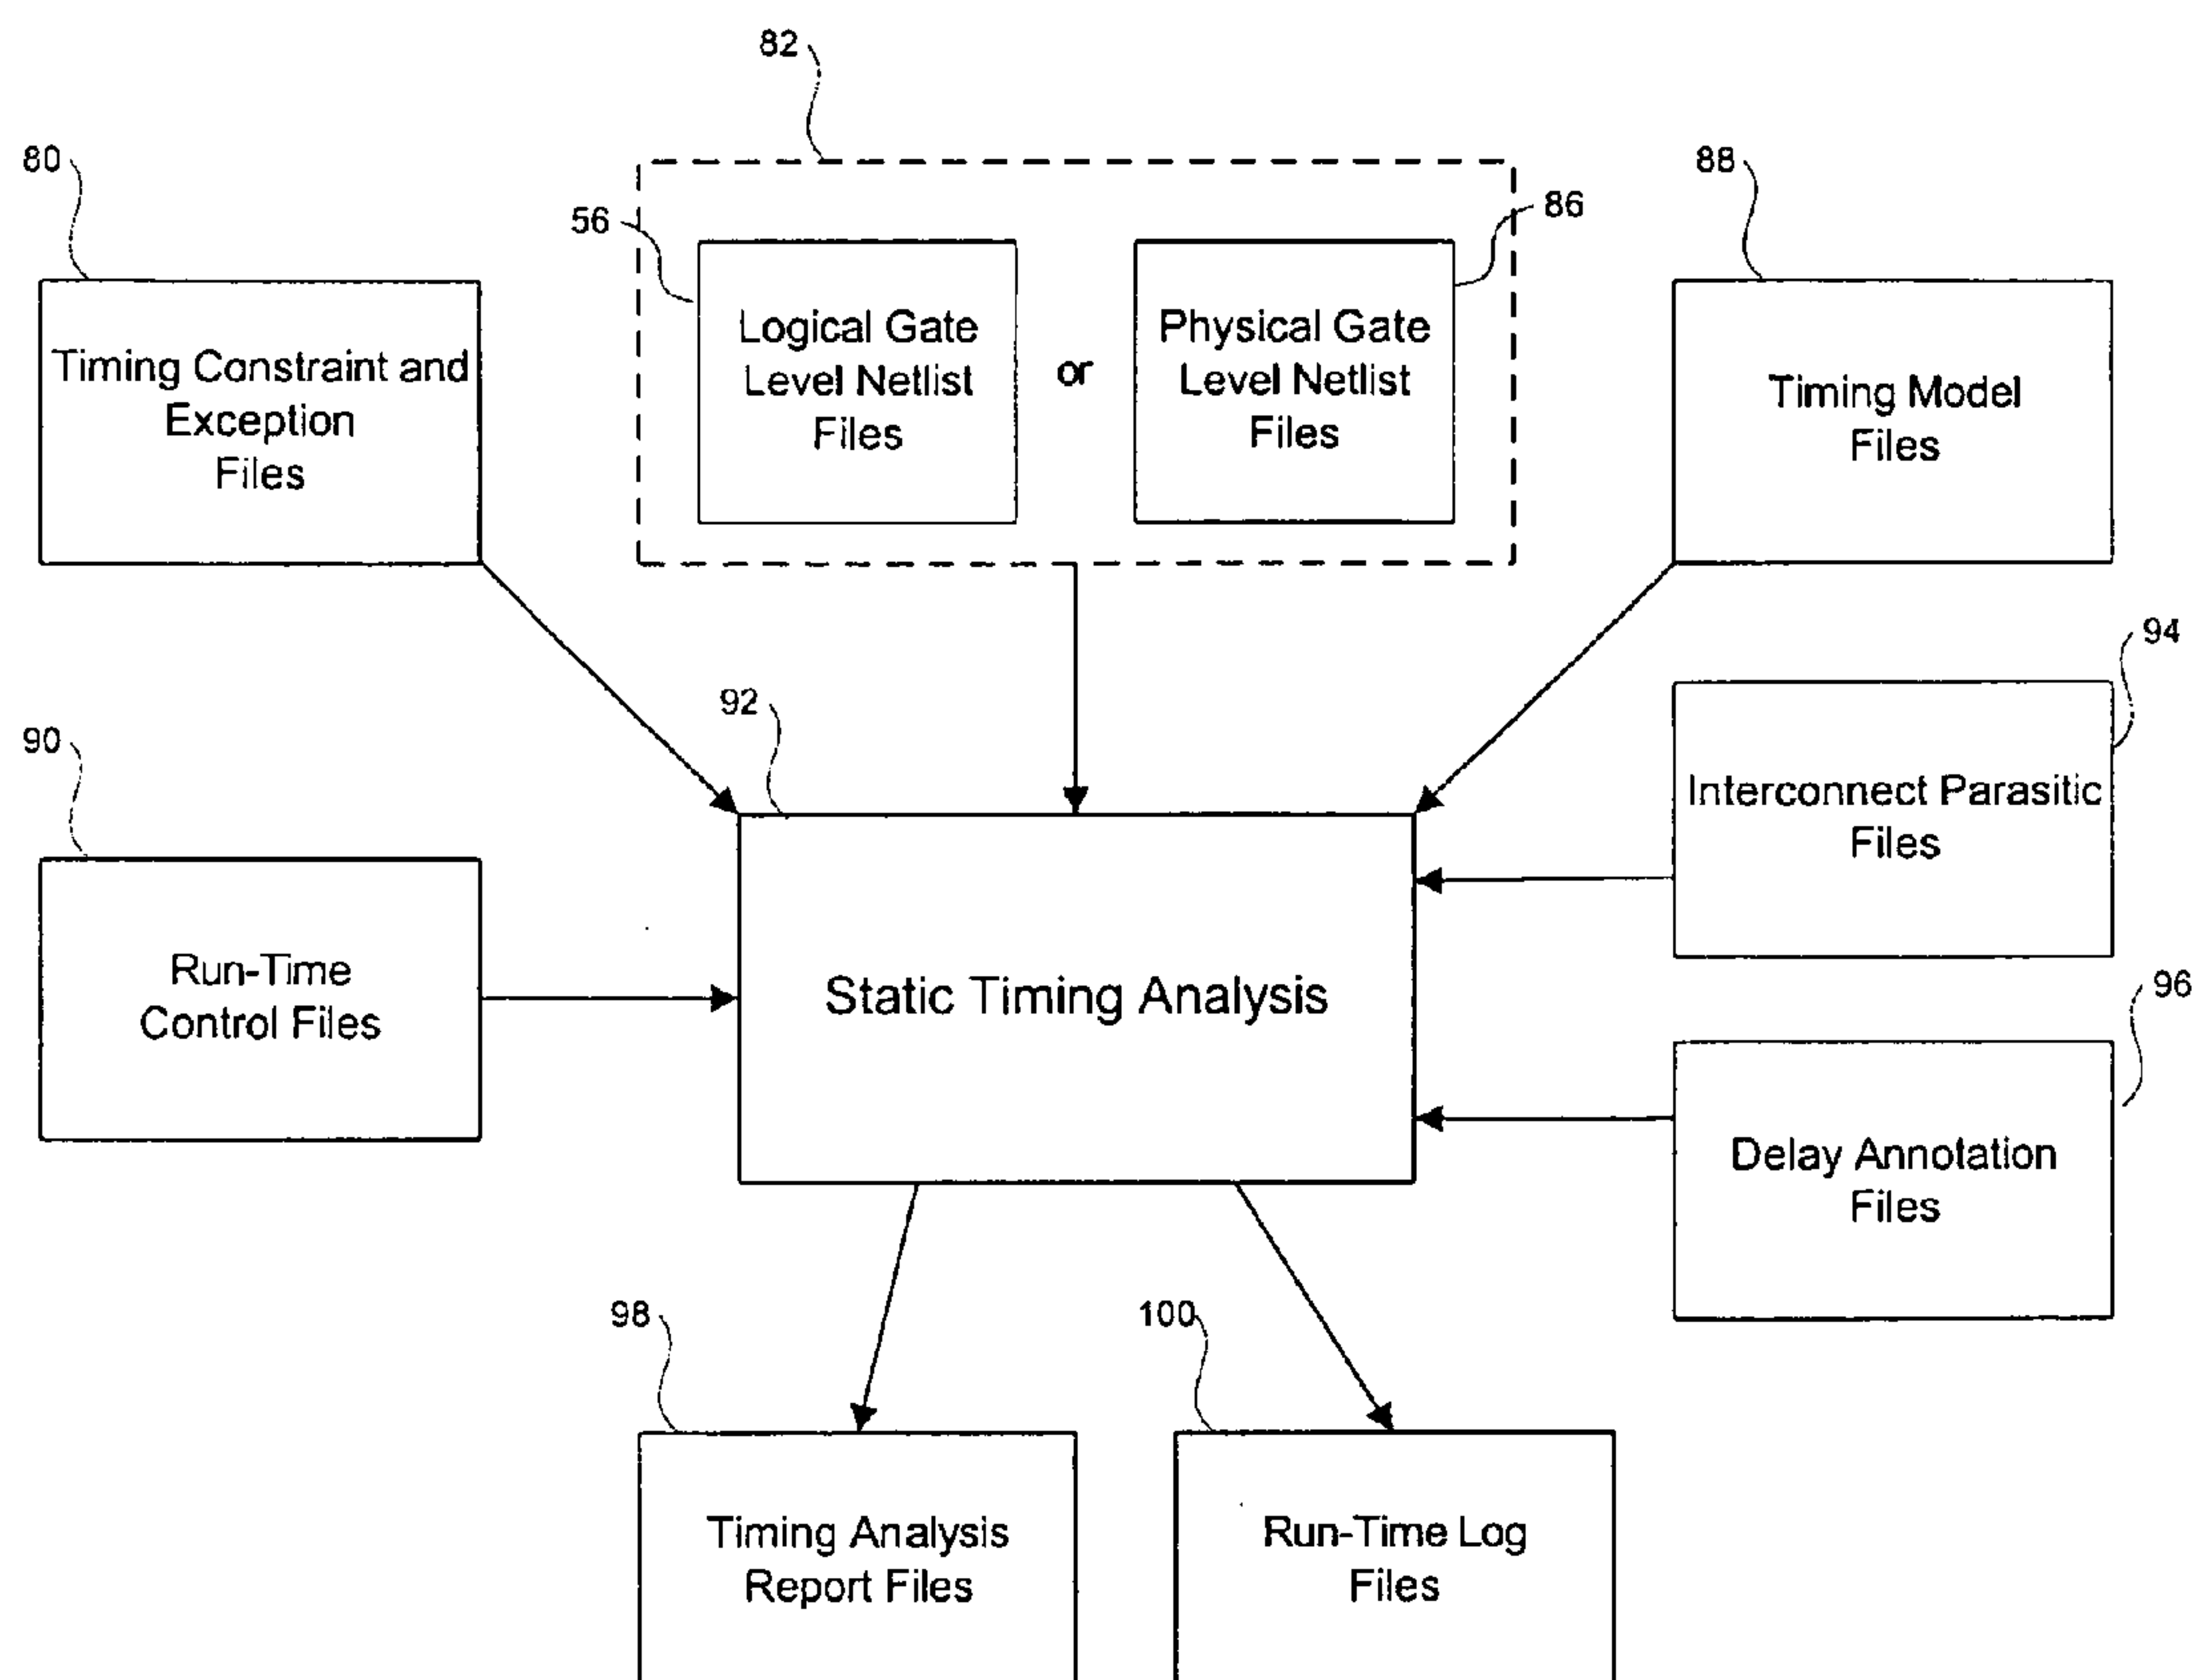 82
80
88
56
86
Timing Constraint and
Exception
Files
Logical Gate
Level Netlist
Files
or
Physical Gate
Level Netlist
Files
Timing Model
Files
94
92
90
Interconnect Parasitic
Files
Run-Time
Control Files
Static Timing Analysis
96
Delay Annotation
Files
98
100
Timing Analysis
Report Files
Run-Time Log
Files